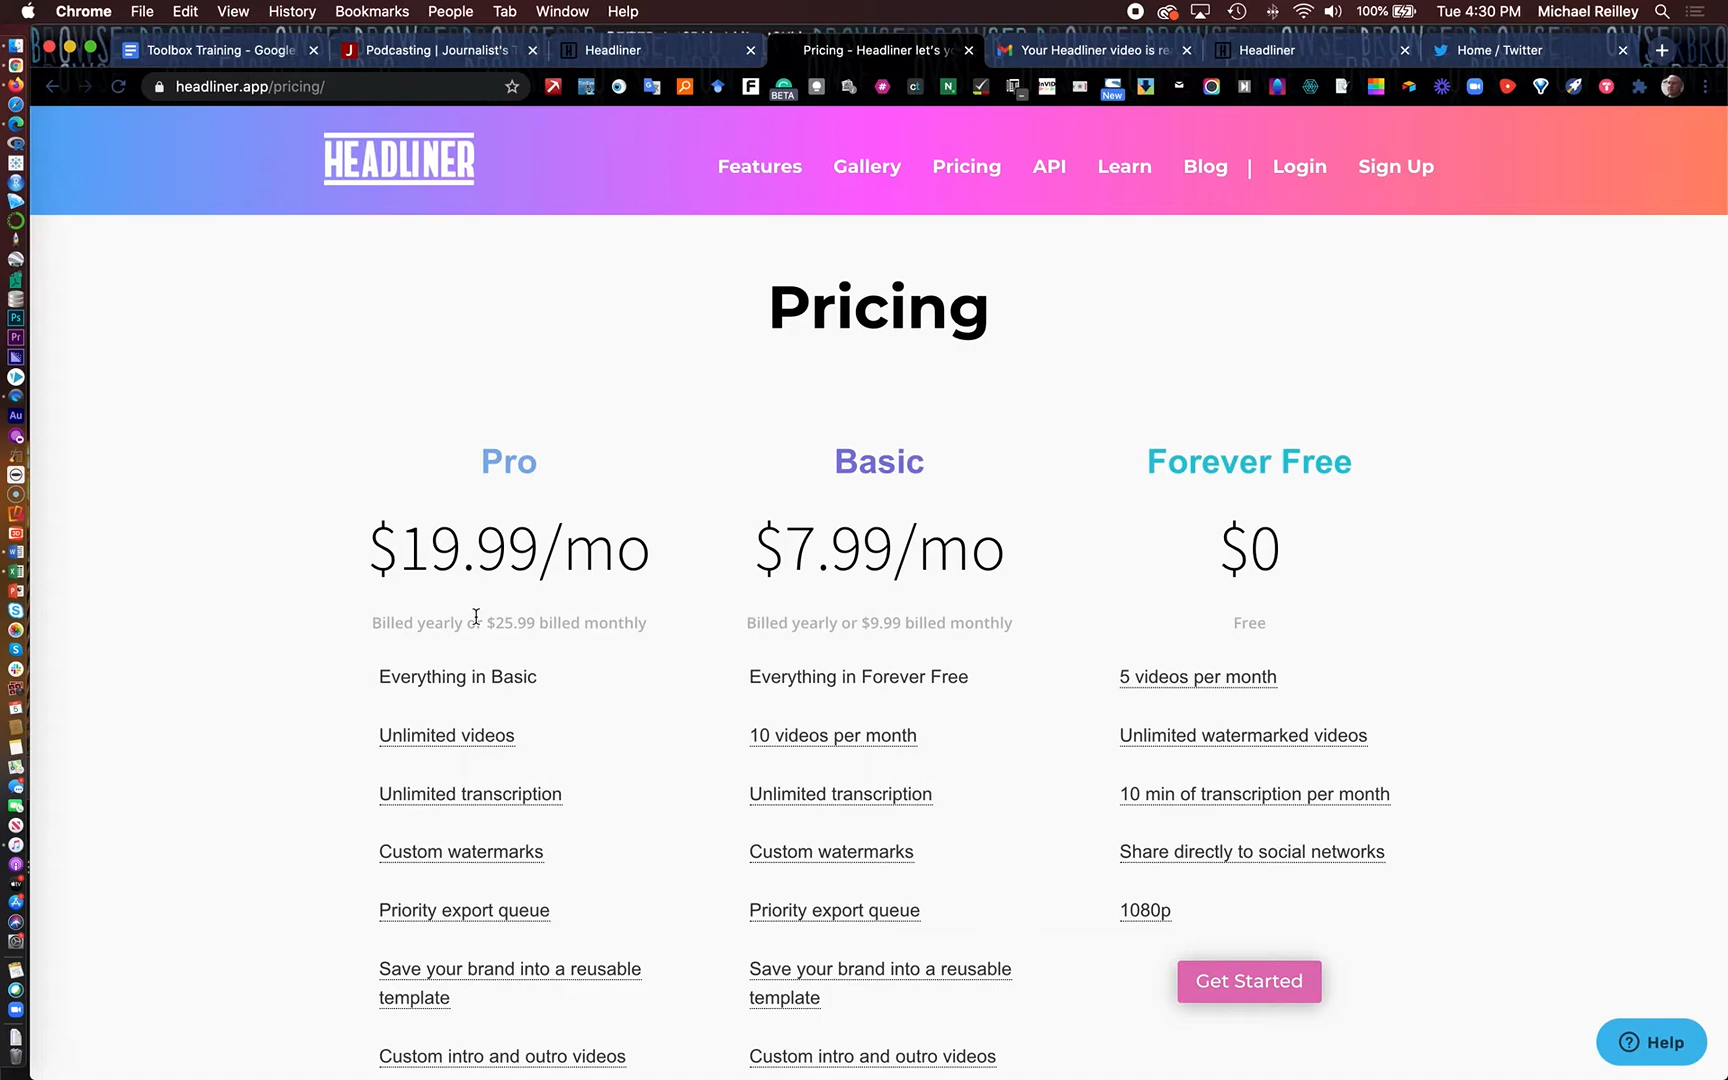 Chrome File Edit View History Bookmarks People Tab Window Help 100% Tue 4:30 PM Michael Reilley
Toolbox Training - Google Podcasting | Journalist's T Headliner Pricing - Headliner let's yo Your Headliner video is re Headliner Home / Twitter
headliner.app/pricing/ BETA New
HEADLINER Features Gallery Pricing API Learn Blog | Login Sign Up
Pricing
Pro Basic Forever Free
$19.99/mo $7.99/mo $0
Billed yearly or $25.99 billed monthly Billed yearly or $9.99 billed monthly Free
Everything in Basic Everything in Forever Free 5 videos per month
Unlimited videos 10 videos per month Unlimited watermarked videos
Unlimited transcription Unlimited transcription 10 min of transcription per month
Custom watermarks Custom watermarks Share directly to social networks
Priority export queue Priority export queue 1080p
Save your brand into a reusable Save your brand into a reusable
template template
Get Started
Custom intro and outro videos Custom intro and outro videos
Help